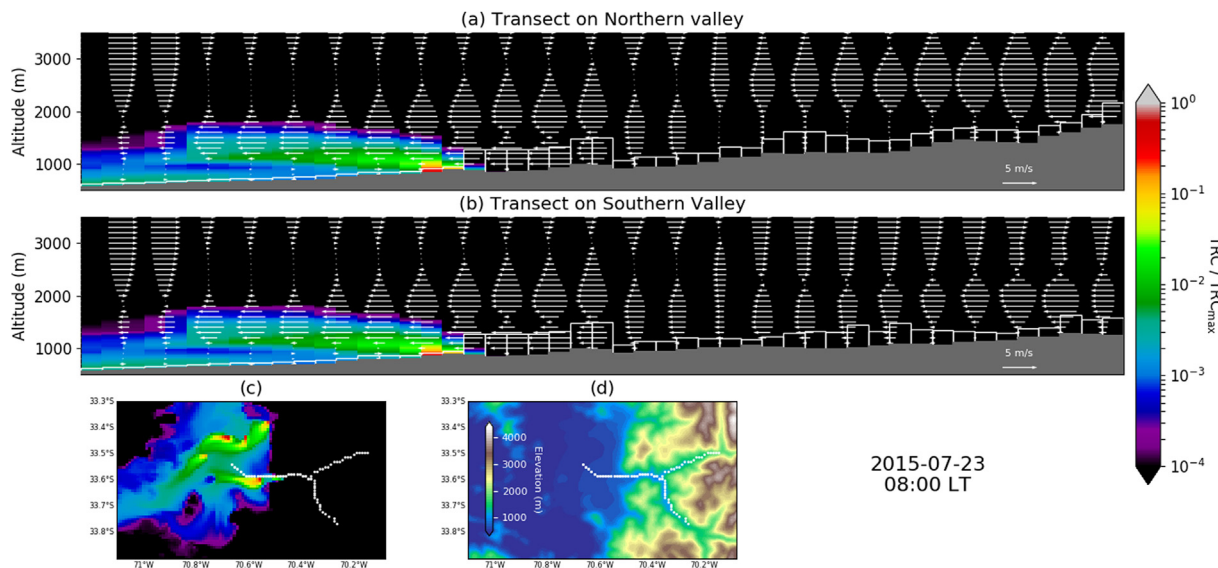 (a) Transect on Northern valley
Altitude (m)
3000
2000
1000
5 m/s
(b) Transect on Southern Valley
Altitude (m)
3000
2000
1000
5 m/s
10⁰
10⁻¹
10⁻²
10⁻³
10⁻⁴
TRC / TRCmax
(c)
33.3°S
33.4°S
33.5°S
33.6°S
33.7°S
33.8°S
71°W
70.8°W
70.6°W
70.4°W
70.2°W
(d)
33.3°S
33.4°S
33.5°S
33.6°S
33.7°S
33.8°S
4000
3000
2000
1000
Elevation (m)
71°W
70.8°W
70.6°W
70.4°W
70.2°W
2015-07-23
08:00 LT